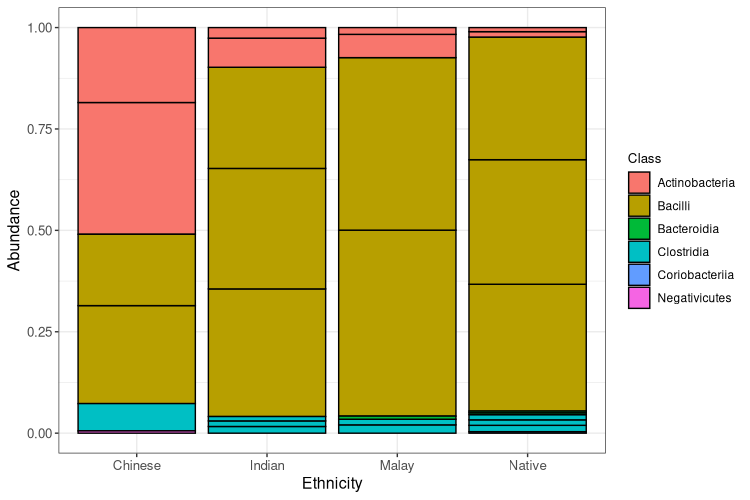 1.00
0.75
0.50
0.25
0.00
Abundance
Chinese
Indian
Malay
Native
Ethnicity
Class
Actinobacteria
Bacilli
Bacteroidia
Clostridia
Coriobacteriia
Negativicutes